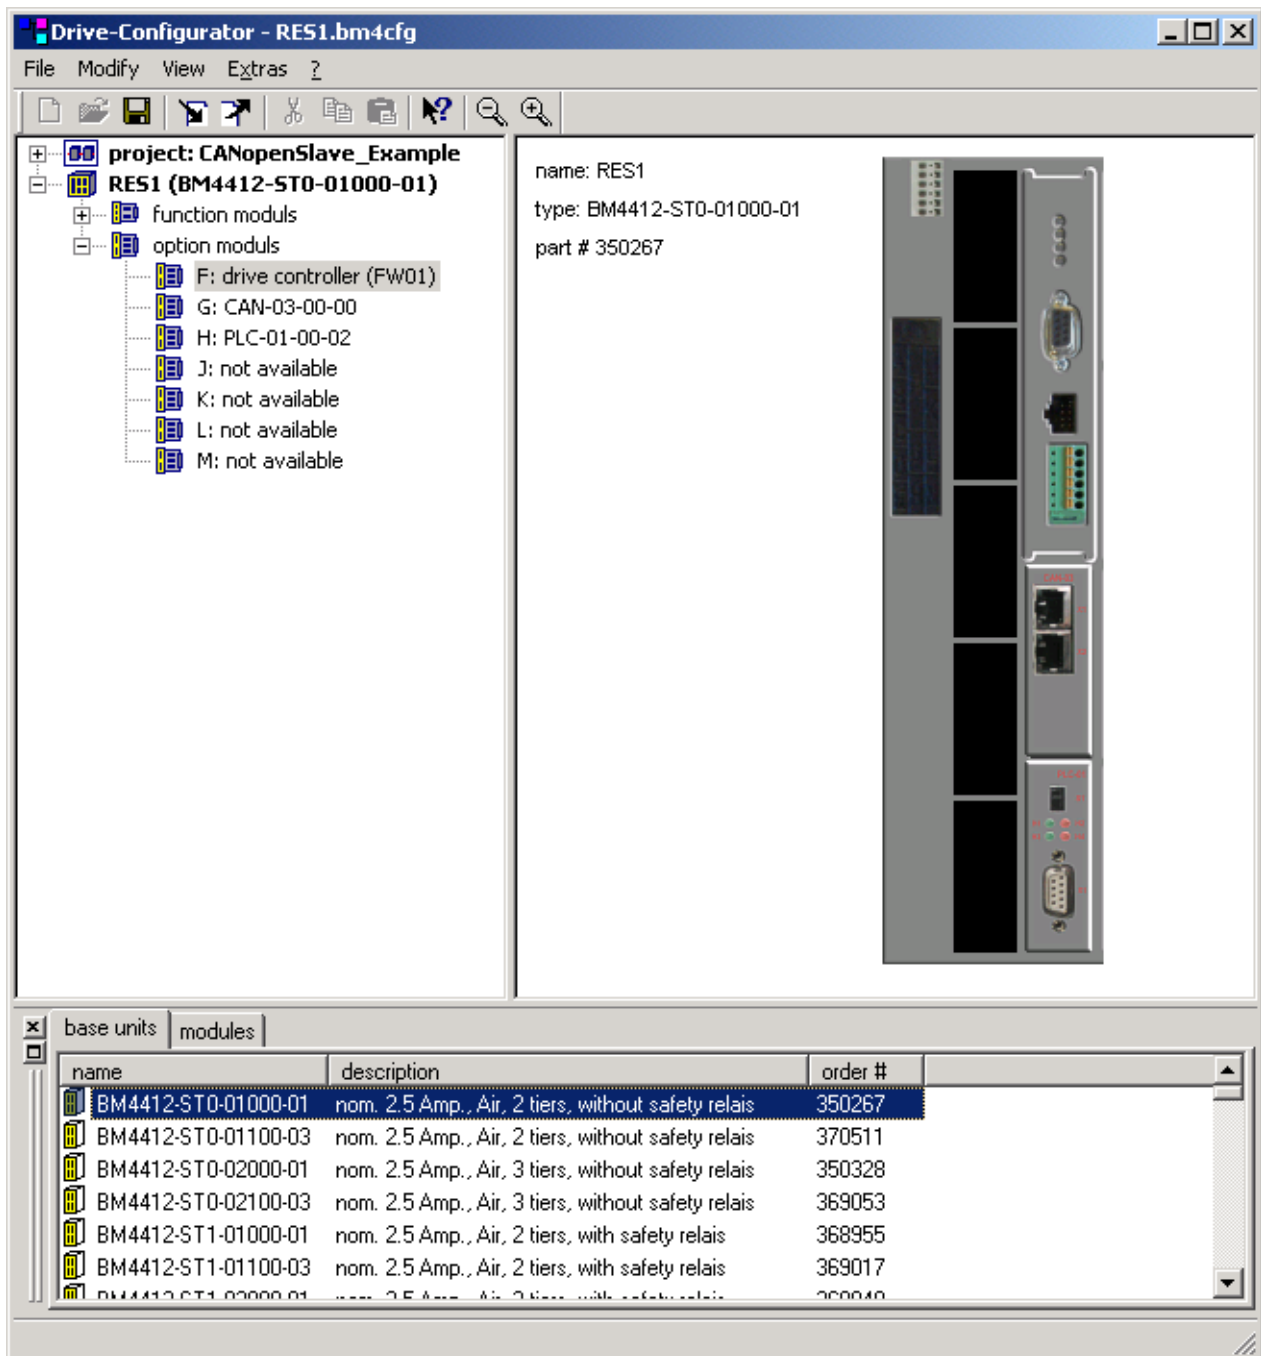 Drive-Configurator - RES1.bm4cfg
File Modify View Extras ?
project: CANopenSlave_Example
RES1 (BM4412-ST0-01000-01)
function moduls
option moduls
F: drive controller (FW01)
G: CAN-03-00-00
H: PLC-01-00-02
J: not available
K: not available
L: not available
M: not available
name: RES1
type: BM4412-ST0-01000-01
part # 350267
CAN-03
PLC-01
base units modules
name description order #
BM4412-ST0-01000-01 nom. 2.5 Amp., Air, 2 tiers, without safety relais 350267
BM4412-ST0-01100-03 nom. 2.5 Amp., Air, 2 tiers, without safety relais 370511
BM4412-ST0-02000-01 nom. 2.5 Amp., Air, 3 tiers, without safety relais 350328
BM4412-ST0-02100-03 nom. 2.5 Amp., Air, 3 tiers, without safety relais 369053
BM4412-ST1-01000-01 nom. 2.5 Amp., Air, 2 tiers, with safety relais 368955
BM4412-ST1-01100-03 nom. 2.5 Amp., Air, 2 tiers, with safety relais 369017